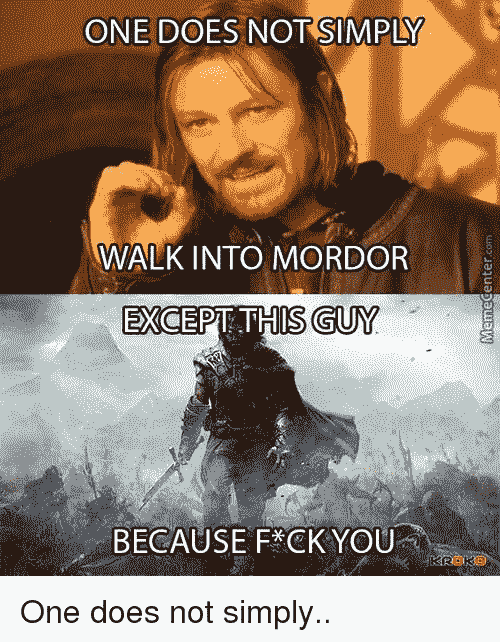 ONE DOES NOT SIMPLY
WALK INTO MORDOR
MemeCenter.com
EXCEPT THIS GUY
BECAUSE F*CK YOU
KROKO
One does not simply..